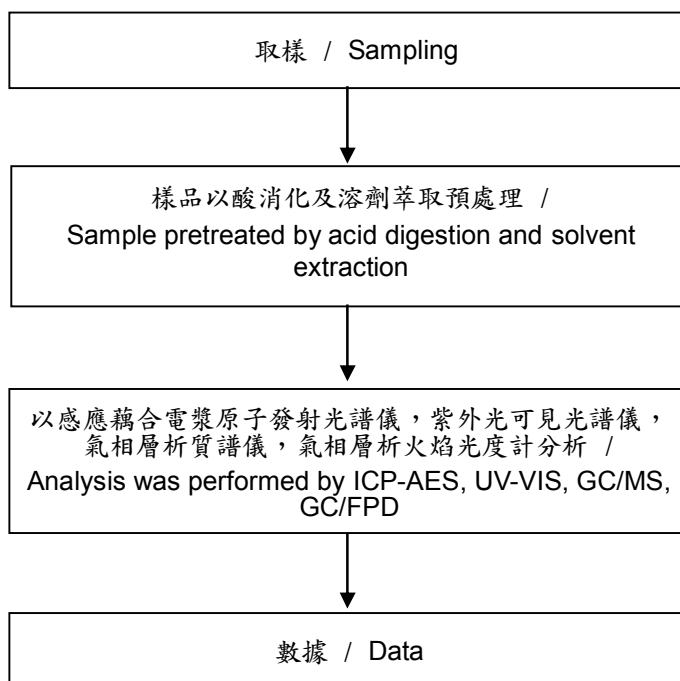 取樣 / Sampling
樣品以酸消化及溶劑萃取預處理 /
Sample pretreated by acid digestion and solvent
extraction
以感應藕合電漿原子發射光譜儀，紫外光可見光譜儀，
氣相層析質譜儀，氣相層析火焰光度計分析 /
Analysis was performed by ICP-AES, UV-VIS, GC/MS,
GC/FPD
數據 / Data